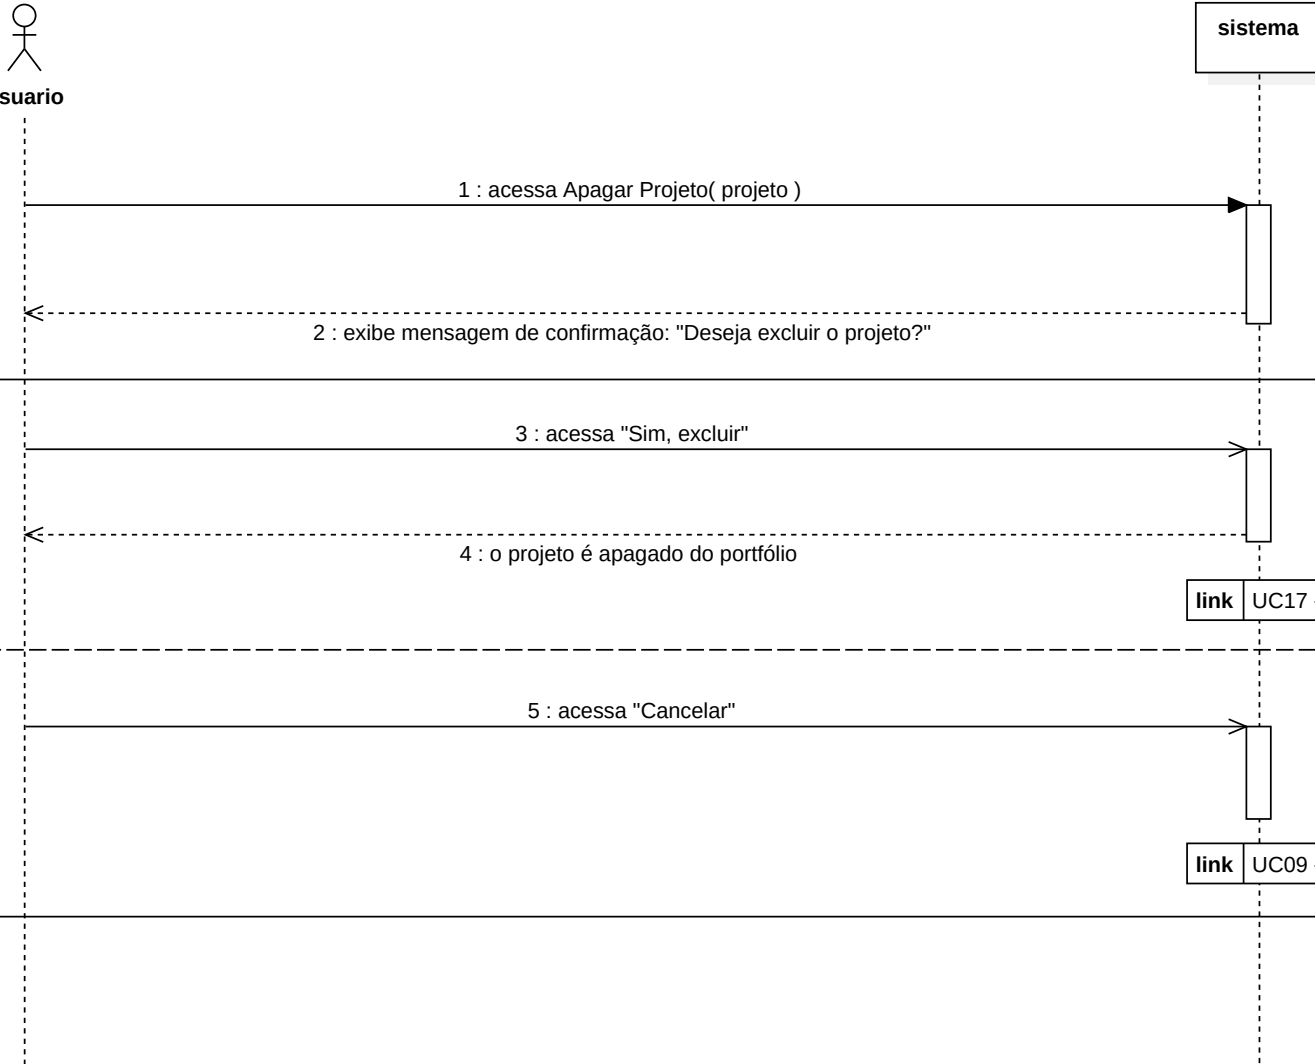 sistema
suario
1 : acessa Apagar Projeto( projeto )
2 : exibe mensagem de confirmação: "Deseja excluir o projeto?"
3 : acessa "Sim, excluir"
4 : o projeto é apagado do portfólio
link UC17
5 : acessa "Cancelar"
link UC09